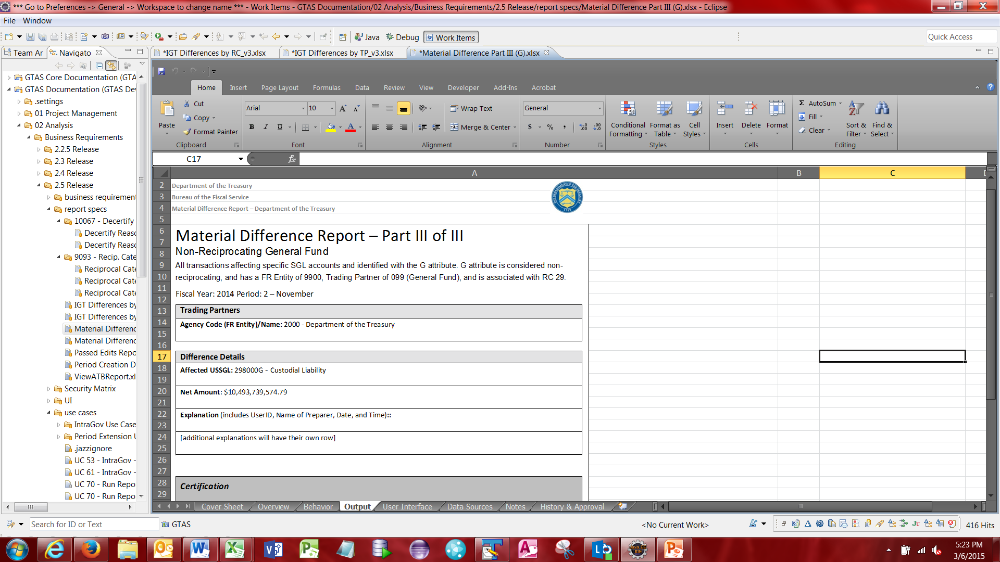 *** Go to Preferences -> General -> Workspace to change name *** - Work Items - GTAS Documentation/02 Analysis/Business Requirements/2.5 Release/report specs/Material Difference Part III (G).xlsx - Eclipse
File Window
Java Debug Work Items Quick Access
Team Ar Navigato
*IGT Differences by RC_v3.xlsx *IGT Differences by TP_v3.xlsx *Material Difference Part III (G).xlsx
GTAS Core Documentation (GTA
GTAS Documentation (GTAS De
.settings
01 Project Management
02 Analysis
Business Requirements
2.2.5 Release
2.3 Release
2.4 Release
2.5 Release
business requirement
report specs
10067 - Decertify
Decertify Reaso
Decertify Reaso
9093 - Recip. Cate
Reciprocal Cate
Reciprocal Cate
Reciprocal Cate
IGT Differences by
IGT Differences by
Material Differenc
Material Differenc
Passed Edits Repo
Period Creation D
ViewATBReport.xl
Security Matrix
UI
use cases
IntraGov Use Case
Period Extension U
.jazzignore
UC 53 - IntraGov -
UC 61 - IntraGov -
UC 70 - Run Repo
UC 70 - Run Repo
Home Insert Page Layout Formulas Data Review View Developer Add-Ins Acrobat
Paste Cut Copy Format Painter
Clipboard
Arial 10
B I U A
Font
Wrap Text
Merge & Center
Alignment
General
$ % ,
Number
Conditional Formatting Format as Table Cell Styles
Styles
Insert Delete Format
Cells
Σ AutoSum Fill Clear Sort & Filter Find & Select
Editing
C17 fx
A B C
2 Department of the Treasury
3 Bureau of the Fiscal Service
4 Material Difference Report – Department of the Treasury
THE DEPARTMENT OF THE TREASURY 1789
5
6 Material Difference Report – Part III of III
7
8 Non-Reciprocating General Fund
9 All transactions affecting specific SGL accounts and identified with the G attribute. G attribute is considered non-
10 reciprocating, and has a FR Entity of 9900, Trading Partner of 099 (General Fund), and is associated with RC 29.
11 Fiscal Year: 2014 Period: 2 – November
12
13 Trading Partners
14 Agency Code (FR Entity)/Name: 2000 - Department of the Treasury
15
16
17 Difference Details
18 Affected USSGL: 298000G - Custodial Liability
19
20 Net Amount: $10,493,739,574.79
21
22 Explanation (includes UserID, Name of Preparer, Date, and Time)::
23
24 [additional explanations will have their own row]
25
26
27
28 Certification
29
Cover Sheet Overview Behavior Output User Interface Data Sources Notes History & Approval
Search for ID or Text GTAS <No Current Work> Ju 416 Hits
Java EE IDE
5:23 PM
3/6/2015